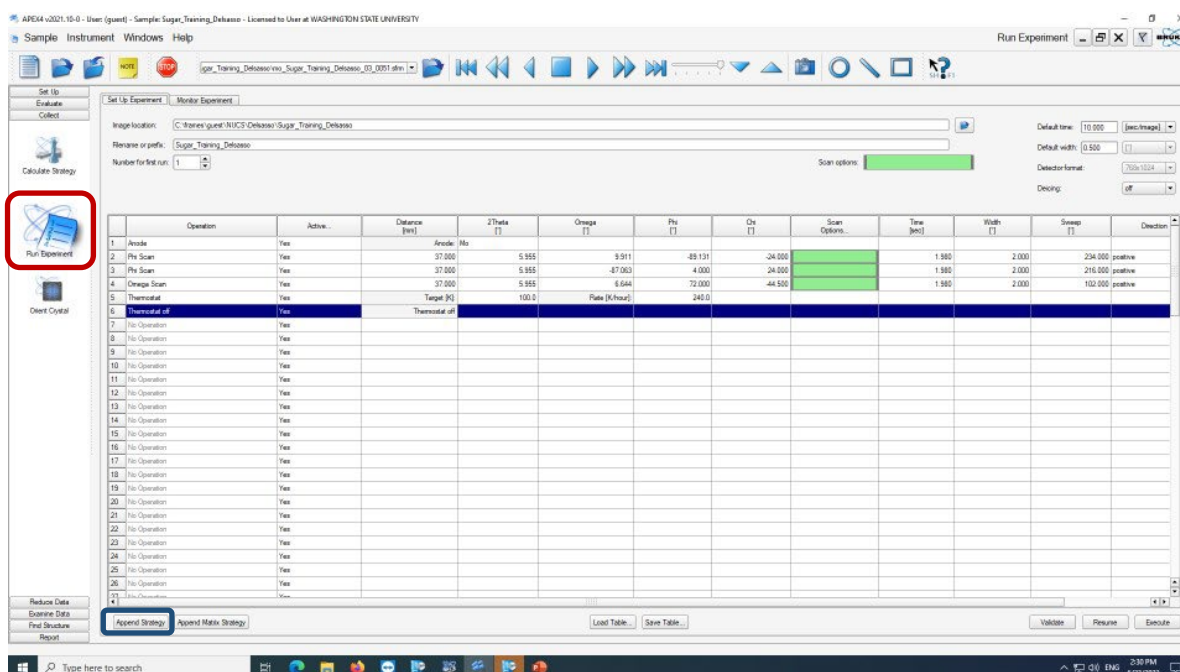 APEX4 v2021.10-0 - User: (guest) - Sample: Sugar_Training_Delsasso - Licensed to User at WASHINGTON STATE UNIVERSITY
Sample Instrument Windows Help
Run Experiment
NOTE
STOP
Set Up
Evaluate
Collect
Calculate Strategy
Run Experiment
Orient Crystal
Reduce Data
Examine Data
Find Structure
Report
Set Up Experiment Monitor Experiment
Image location: C:\frames\guest\NUCS\Delsasso\Sugar_Training_Delsasso
Filename or prefix: Sugar_Training_Delsasso
Number for first run: 1
Scan options:
Default time: 10.000 [sec/image]
Default width: 0.500 [°]
Detector format: 768x1024
Dezing: off
Operation Active... Distance [mm] 2Theta [°] Omega [°] Phi [°] Chi [°] Scan Options... Time [sec] Width [°] Sweep [°] Direction
1 Anode Yes Anode: No
2 Phi Scan Yes 37.000 5.955 9.911 -89.131 -24.000 1.980 2.000 234.000 positive
3 Phi Scan Yes 37.000 5.955 -87.063 4.000 24.000 1.980 2.000 216.000 positive
4 Omega Scan Yes 37.000 5.955 6.644 72.000 -44.500 1.980 2.000 102.000 positive
5 Thermostat Yes Target [K]: 100.0 Rate [K/hour]: 240.0
6 Thermostat off Yes Thermostat off
7 No Operation Yes
8 No Operation Yes
9 No Operation Yes
10 No Operation Yes
11 No Operation Yes
12 No Operation Yes
13 No Operation Yes
14 No Operation Yes
15 No Operation Yes
16 No Operation Yes
17 No Operation Yes
18 No Operation Yes
19 No Operation Yes
20 No Operation Yes
21 No Operation Yes
22 No Operation Yes
23 No Operation Yes
24 No Operation Yes
25 No Operation Yes
26 No Operation Yes
Append Strategy Append Matrix Strategy Load Table... Save Table... Validate Resume Execute
Type here to search
ENG 2:30 PM